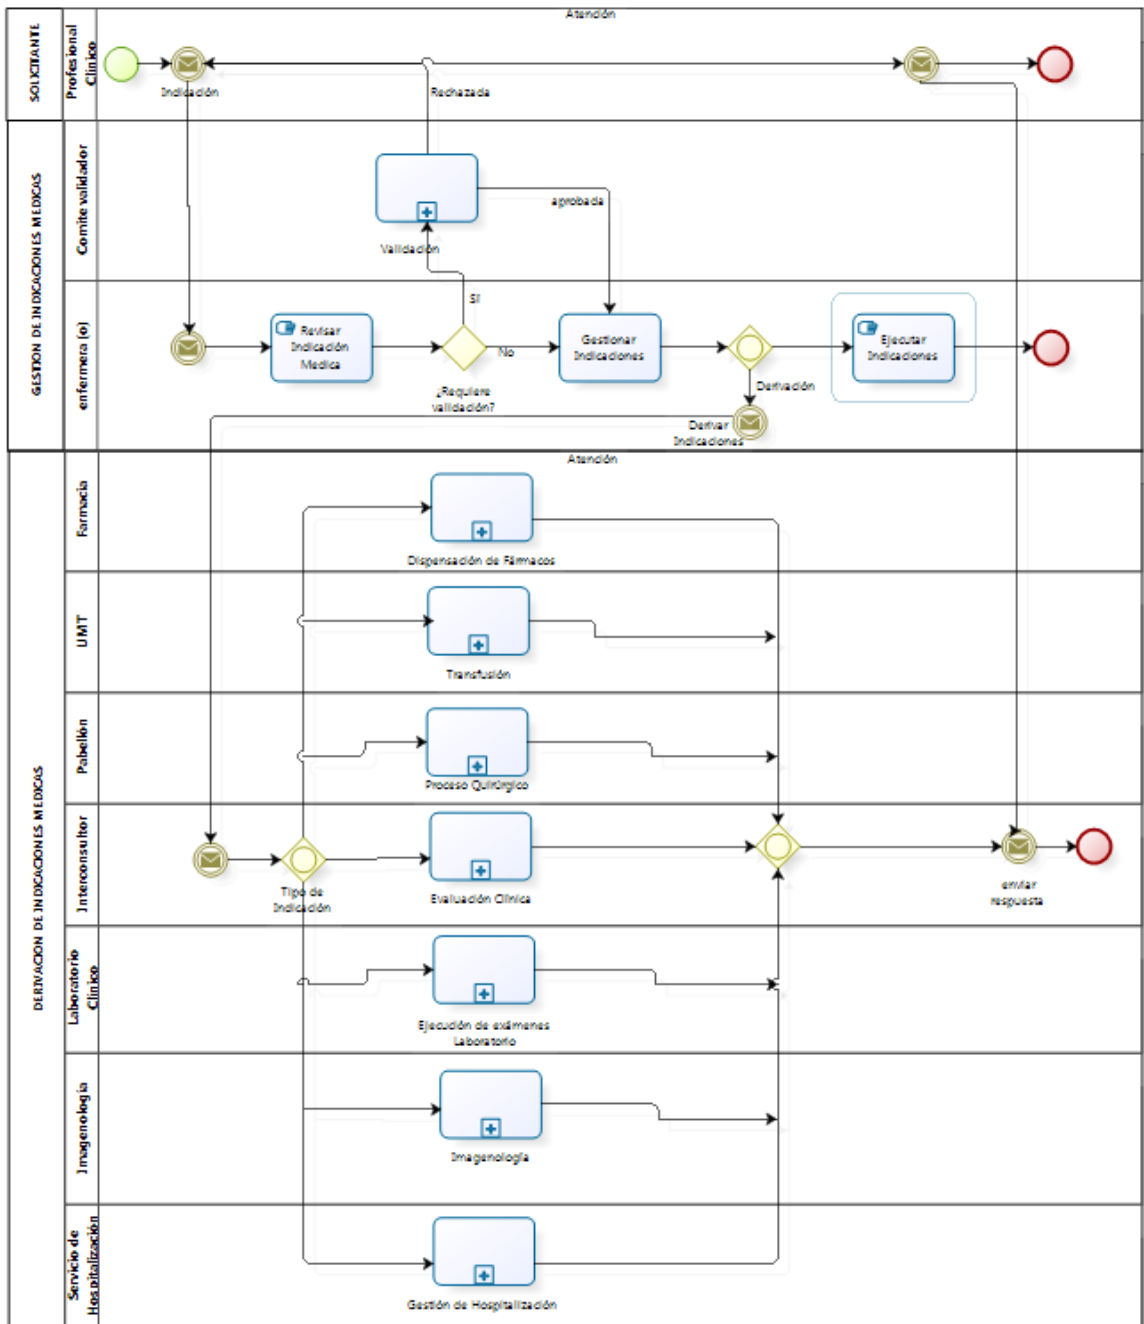 Atención
SOLICITANTE
Profesional
Clinico
Indicación
Rechazada
GESTION DE INDICACIONES MEDICAS
Comite validador
aprobada
Validación
enfermera (o)
Si
Revisar
Indicación
Medica
No
¿Requiere
validación?
Gestionar
Indicaciones
Derivación
Ejecutar
Indicaciones
Derivar
Indicaciones
Atención
DERIVACION DE INDICACIONES MEDICAS
Farmacia
Dispensación de Fármacos
UMT
Transfusión
Pabellón
Proceso Quirúrgico
Interconsultor
Tipo de
Indicación
Evaluación Clínica
enviar
respuesta
Laboratorio
Clinico
Ejecución de exámenes
Laboratorio
Imagenología
Imagenología
Servicio de
Hospitalización
Gestión de Hospitalización